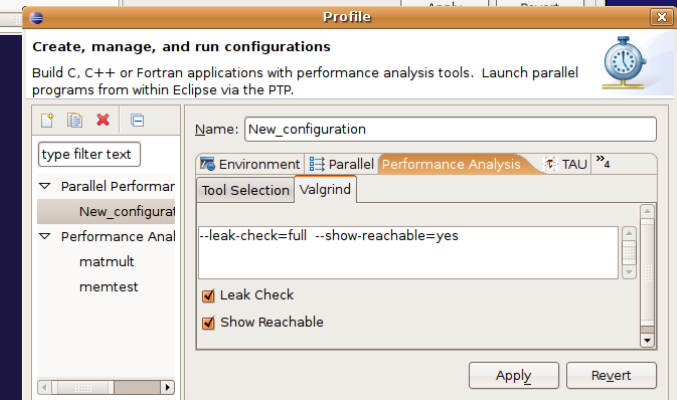 Profile
Create, manage, and run configurations
Build C, C++ or Fortran applications with performance analysis tools.  Launch parallel
programs from within Eclipse via the PTP.
Name: New_configuration
type filter text
Environment Parallel Performance Analysis TAU »4
Parallel Performar
Tool Selection Valgrind
New_configurat
Performance Anal
--leak-check=full  --show-reachable=yes
matmult
memtest
Leak Check
Show Reachable
Apply Revert